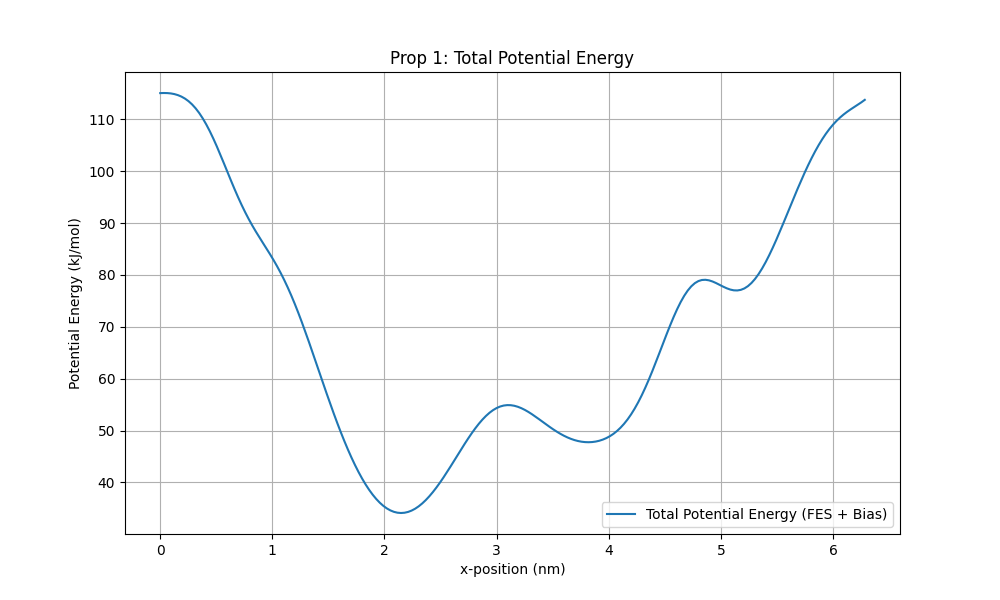 Prop 1: Total Potential Energy
Potential Energy (kJ/mol)
110
100
90
80
70
60
50
40
Total Potential Energy (FES + Bias)
0 1 2 3 4 5 6
x-position (nm)